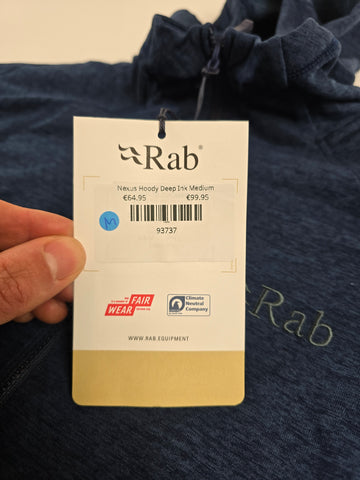 Rab®
Nexus Hoody Deep Ink Medium
€64.95 €99.95
M
93737
FAIR
WEAR
Climate
Neutral
Company
WWW.RAB.EQUIPMENT
Rab